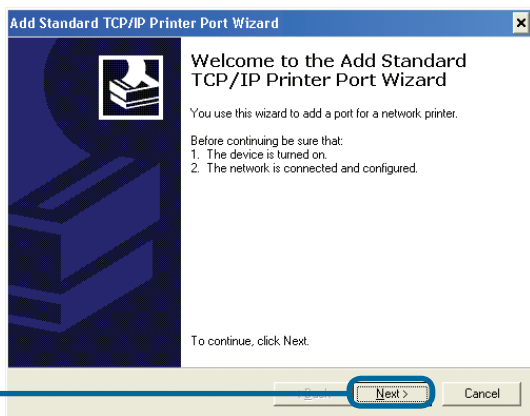 Add Standard TCP/IP Printer Port Wizard
Welcome to the Add Standard
TCP/IP Printer Port Wizard
You use this wizard to add a port for a network printer.
Before continuing be sure that:
1. The device is turned on.
2. The network is connected and configured.
To continue, click Next.
Next >
Cancel